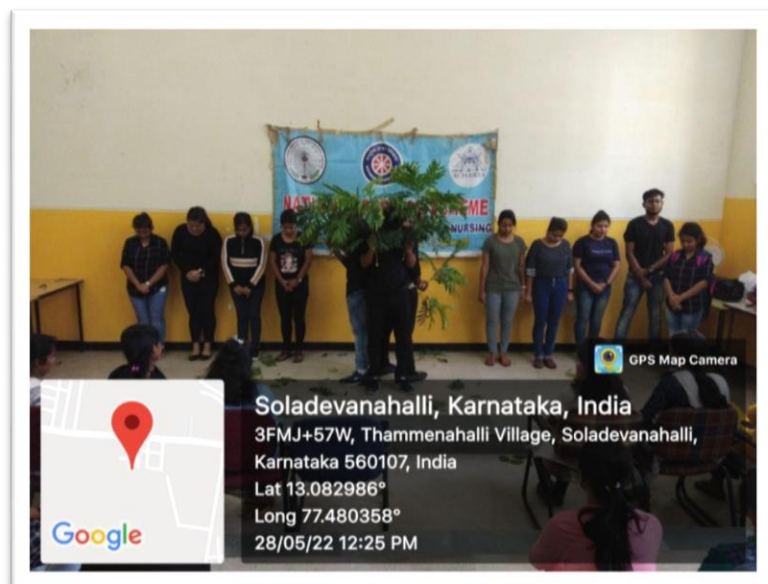 NURSING
GPS Map Camera
Soladevanahalli, Karnataka, India
3FMJ+57W, Thammenahalli Village, Soladevanahalli,
Karnataka 560107, India
Lat 13.082986°
Long 77.480358°
28/05/22 12:25 PM
Google